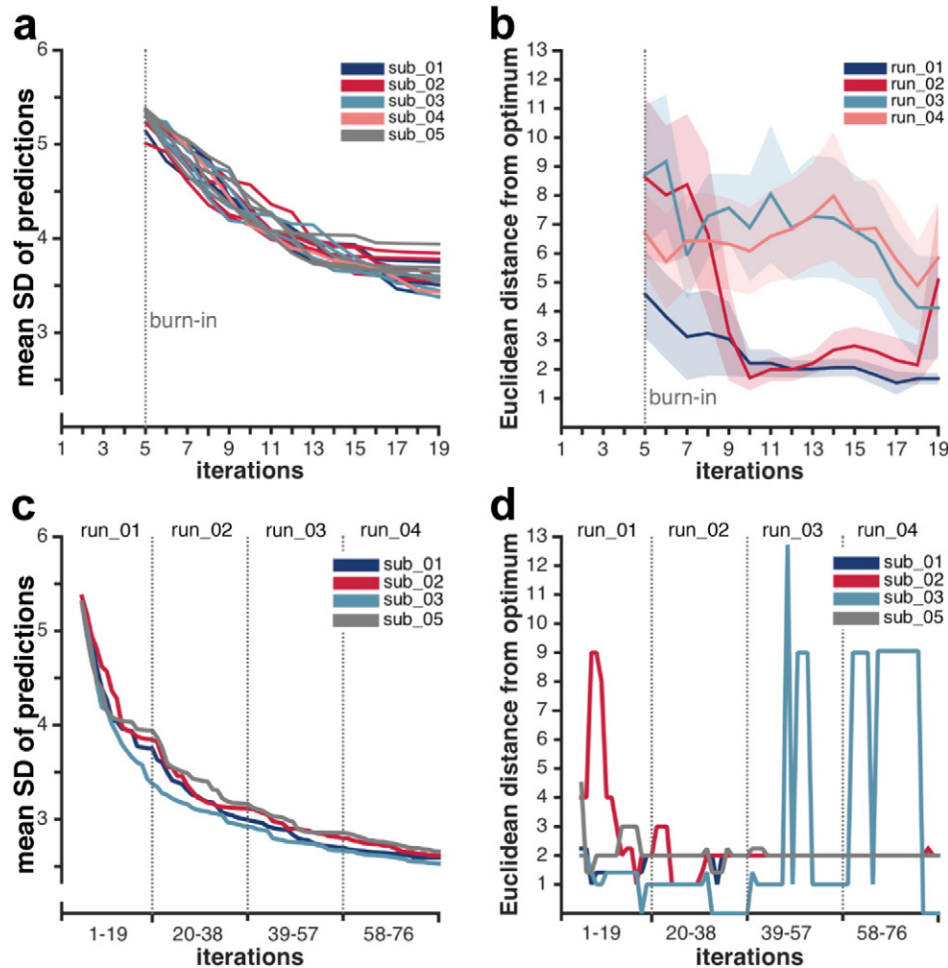 a
mean SD of predictions
6
5
4
3
sub_01
sub_02
sub_03
sub_04
sub_05
burn-in
1 3 5 7 9 11 13 15 17 19
iterations
b
Euclidean distance from optimum
13
12
11
10
9
8
7
6
5
4
3
2
1
run_01
run_02
run_03
run_04
burn-in
1 3 5 7 9 11 13 15 17 19
iterations
c
run_01 run_02 run_03 run_04
mean SD of predictions
6
5
4
3
sub_01
sub_02
sub_03
sub_05
1-19 20-38 39-57 58-76
iterations
d
run_01 run_02 run_03 run_04
Euclidean distance from optimum
13
12
11
10
9
8
7
6
5
4
3
2
1
sub_01
sub_02
sub_03
sub_05
1-19 20-38 39-57 58-76
iterations